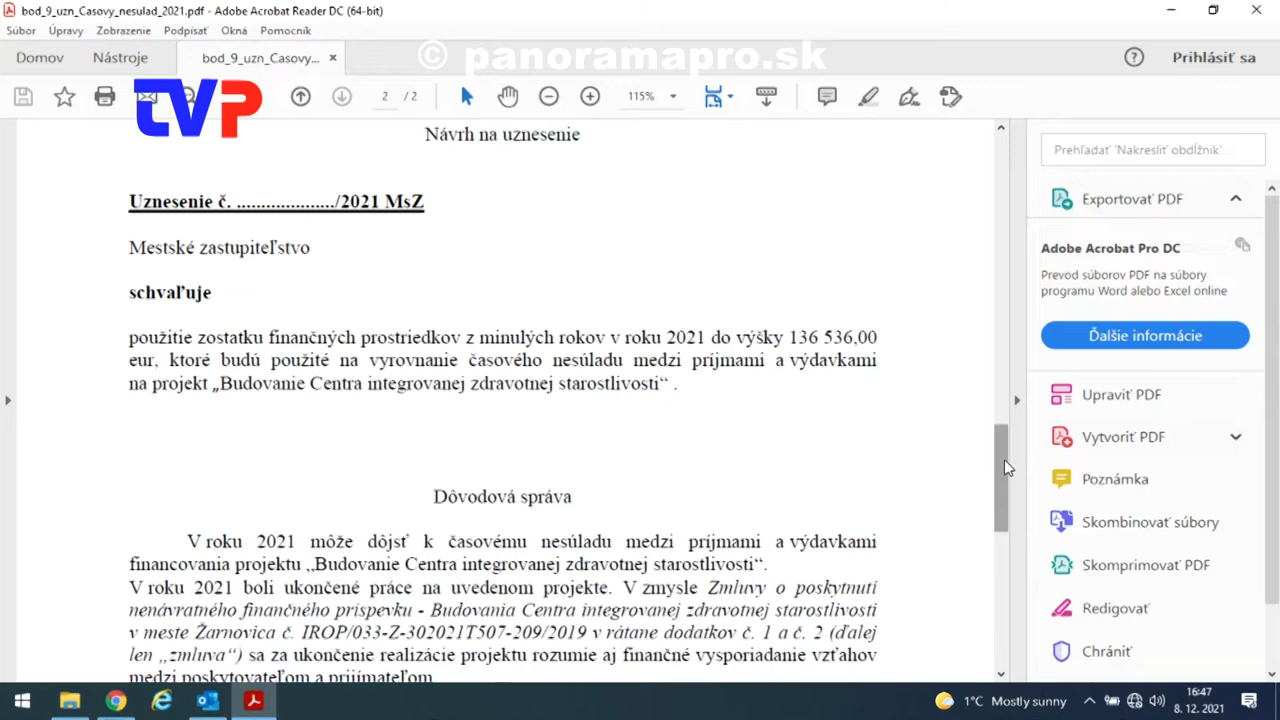 bod_9_uzn_Casovy_nesulad_2021.pdf - Adobe Acrobat Reader DC (64-bit)
Súbor Úpravy Zobrazenie Podpísať Okná Pomocník
Domov Nástroje bod_9_uzn_Casovy... × © panoramapro.sk Prihlásiť sa
TVP 2 / 2 115%
Návrh na uznesenie
Uznesenie č. ..................../2021 MsZ
Mestské zastupiteľstvo
schvaľuje
použitie zostatku finančných prostriedkov z minulých rokov v roku 2021 do výšky 136 536,00
eur, ktoré budú použité na vyrovnanie časového nesúladu medzi príjmami a výdavkami
na projekt „Budovanie Centra integrovanej zdravotnej starostlivosti“ .
Dôvodová správa
V roku 2021 môže dôjsť k časovému nesúladu medzi príjmami a výdavkami
financovania projektu „Budovanie Centra integrovanej zdravotnej starostlivosti“.
V roku 2021 boli ukončené práce na uvedenom projekte. V zmysle Zmluvy o poskytnutí
nenávratného finančného príspevku - Budovania Centra integrovanej zdravotnej starostlivosti
v meste Žarnovica č. IROP/033-Z-302021T507-209/2019 v rátane dodatkov č. 1 a č. 2 (ďalej
len „zmluva“) sa za ukončenie realizácie projektu rozumie aj finančné vysporiadanie vzťahov
medzi poskytovateľom a prijímateľom
Prehľadať 'Nakresliť obdĺžnik'
Exportovať PDF
Adobe Acrobat Pro DC
Prevod súborov PDF na súbory
programu Word alebo Excel online
Ďalšie informácie
Upraviť PDF
Vytvoriť PDF
Poznámka
Skombinovať súbory
Skomprimovať PDF
Redigovať
Chrániť
1°C Mostly sunny
16:47
8. 12. 2021